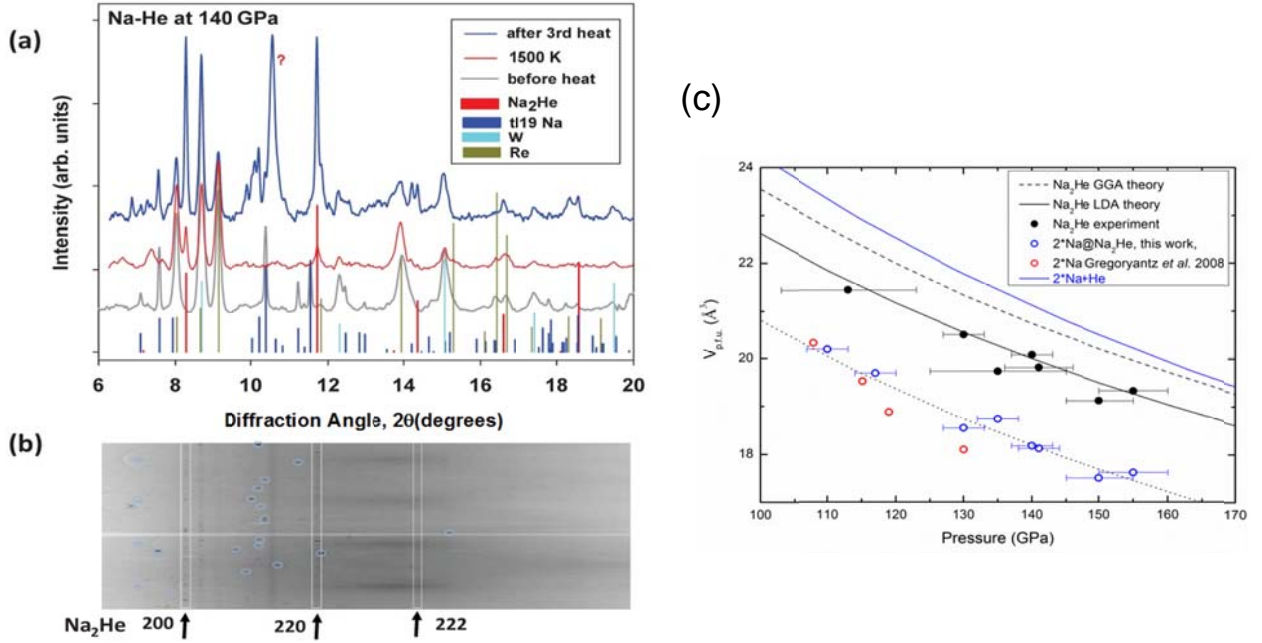 (a)
Na-He at 140 GPa
after 3rd heat
1500 K
before heat
Na₂He
tI19 Na
W
Re
?
Intensity (arb. units)
6 8 10 12 14 16 18 20
Diffraction Angle, 2θ(degrees)
(b)
Na₂He 200 220 222
(c)
Na₂He GGA theory
Na₂He LDA theory
Na₂He experiment
2*Na@Na₂He, this work,
2*Na Gregoryantz et al. 2008
2*Na+He
V p.f.u. (Å³)
24
22
20
18
100 110 120 130 140 150 160 170
Pressure (GPa)